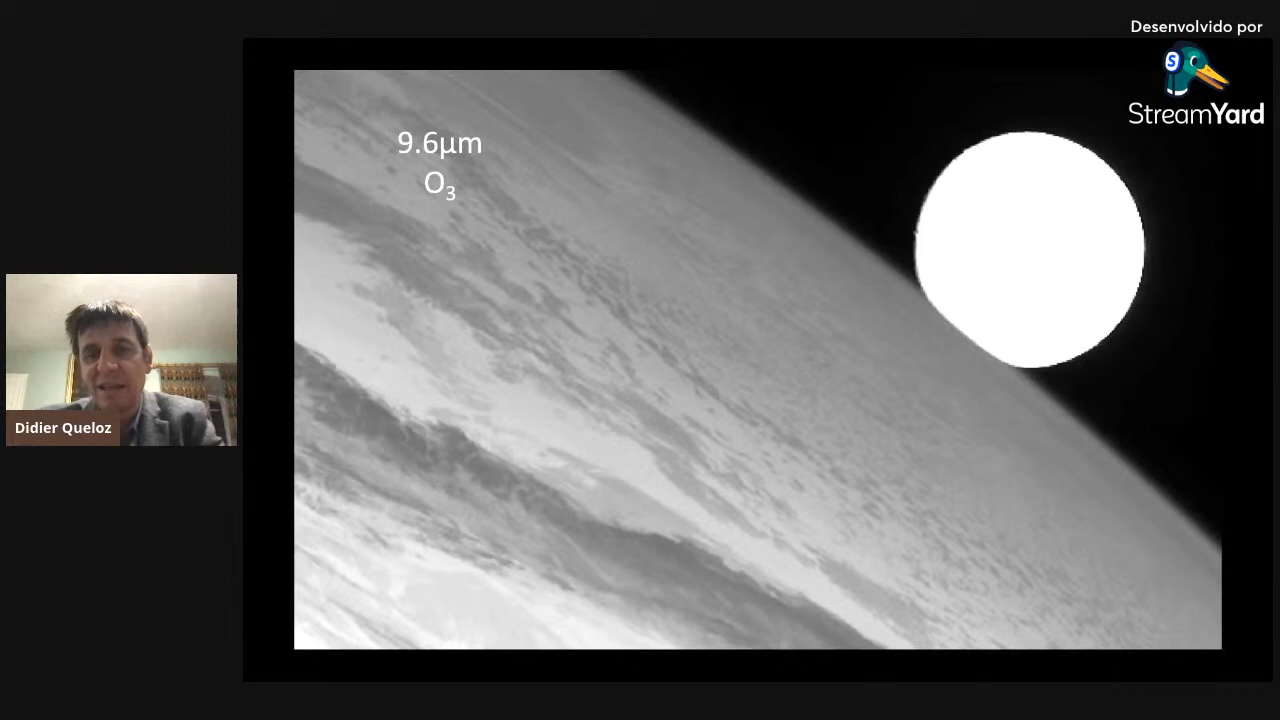 Desenvolvido por
StreamYard
9.6μm
O₃
Didier Queloz